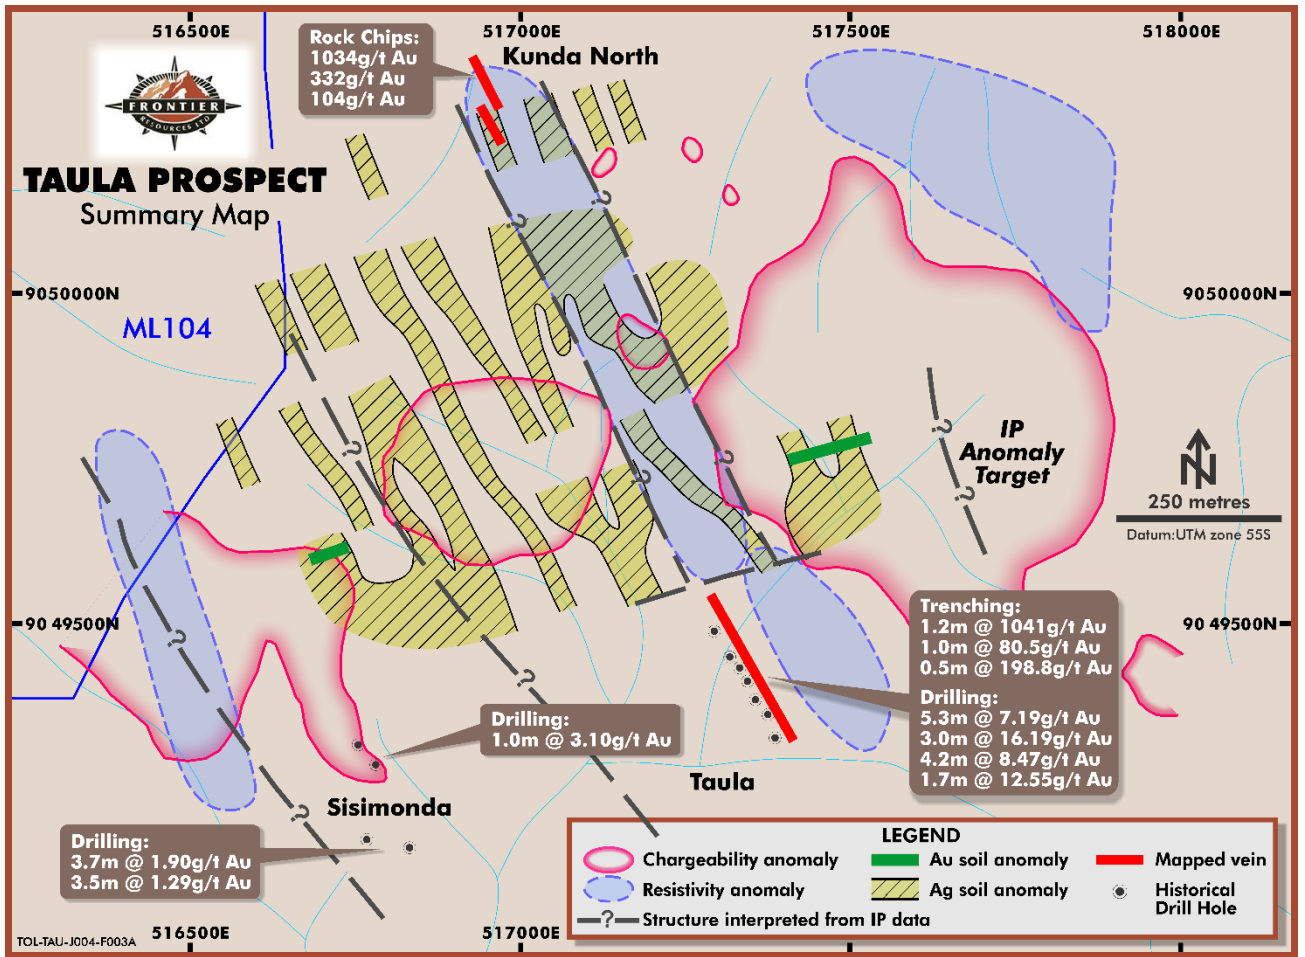 516500E
517000E
517500E
518000E
Rock Chips:
1034g/t Au
332g/t Au
104g/t Au
Kunda North
FRONTIER
RESOURCES LTD
TAULA PROSPECT
Summary Map
?
?
9050000N
9050000N
ML104
?
?
?
?
IP
Anomaly
Target
?
N
250 metres
Datum:UTM zone 55S
90 49500N
90 49500N
?
?
Trenching:
1.2m @ 1041g/t Au
1.0m @ 80.5g/t Au
0.5m @ 198.8g/t Au
Drilling:
5.3m @ 7.19g/t Au
3.0m @ 16.19g/t Au
4.2m @ 8.47g/t Au
1.7m @ 12.55g/t Au
Drilling:
1.0m @ 3.10g/t Au
Taula
Sisimonda
?
Drilling:
3.7m @ 1.90g/t Au
3.5m @ 1.29g/t Au
LEGEND
Chargeability anomaly
Au soil anomaly
Mapped vein
Resistivity anomaly
Ag soil anomaly
Historical
Drill Hole
? Structure interpreted from IP data
TOL-TAU-J004-F003A
516500E
517000E